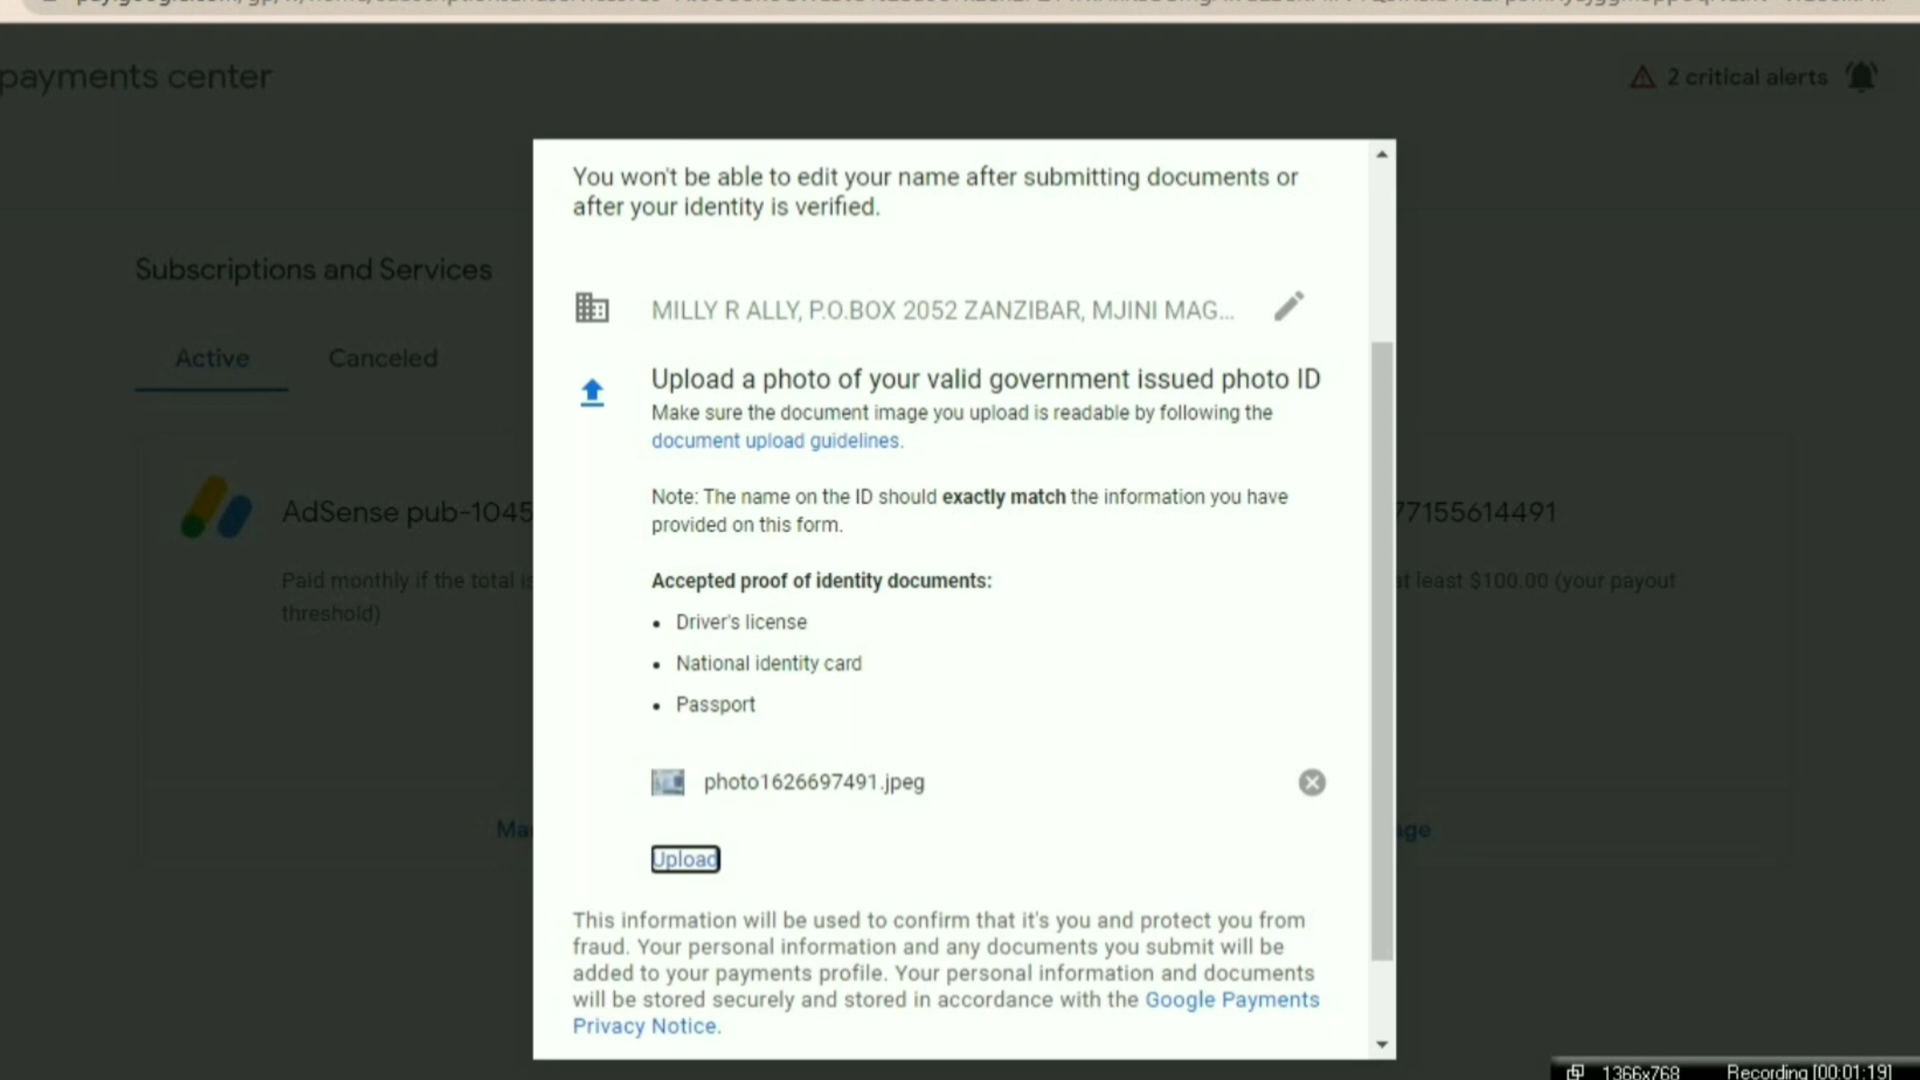 payments center
2 critical alerts
You won't be able to edit your name after submitting documents or
after your identity is verified.
Subscriptions and Services
MILLY R ALLY, P.O.BOX 2052 ZANZIBAR, MJINI MAG...
Active
Canceled
Upload a photo of your valid government issued photo ID
Make sure the document image you upload is readable by following the
document upload guidelines.
Note: The name on the ID should exactly match the information you have
provided on this form.
AdSense pub-1045
77155614491
Paid monthly if the total is
threshold)
at least $100.00 (your payout
Accepted proof of identity documents:
• Driver's license
• National identity card
• Passport
photo1626697491.jpeg
Upload
This information will be used to confirm that it's you and protect you from
fraud. Your personal information and any documents you submit will be
added to your payments profile. Your personal information and documents
will be stored securely and stored in accordance with the Google Payments
Privacy Notice.
1366x768
Recording [00:01:19]